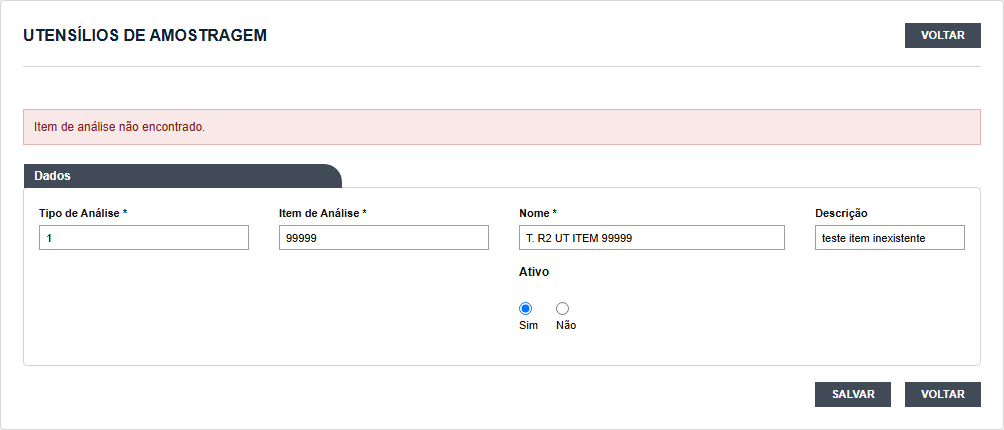 UTENSÍLIOS DE AMOSTRAGEM
VOLTAR
Item de análise não encontrado.
Dados
Tipo de Análise * Item de Análise * Nome * Descrição
1 99999 T. R2 UT ITEM 99999 teste item inexistente
Ativo
Sim Não
SALVAR VOLTAR